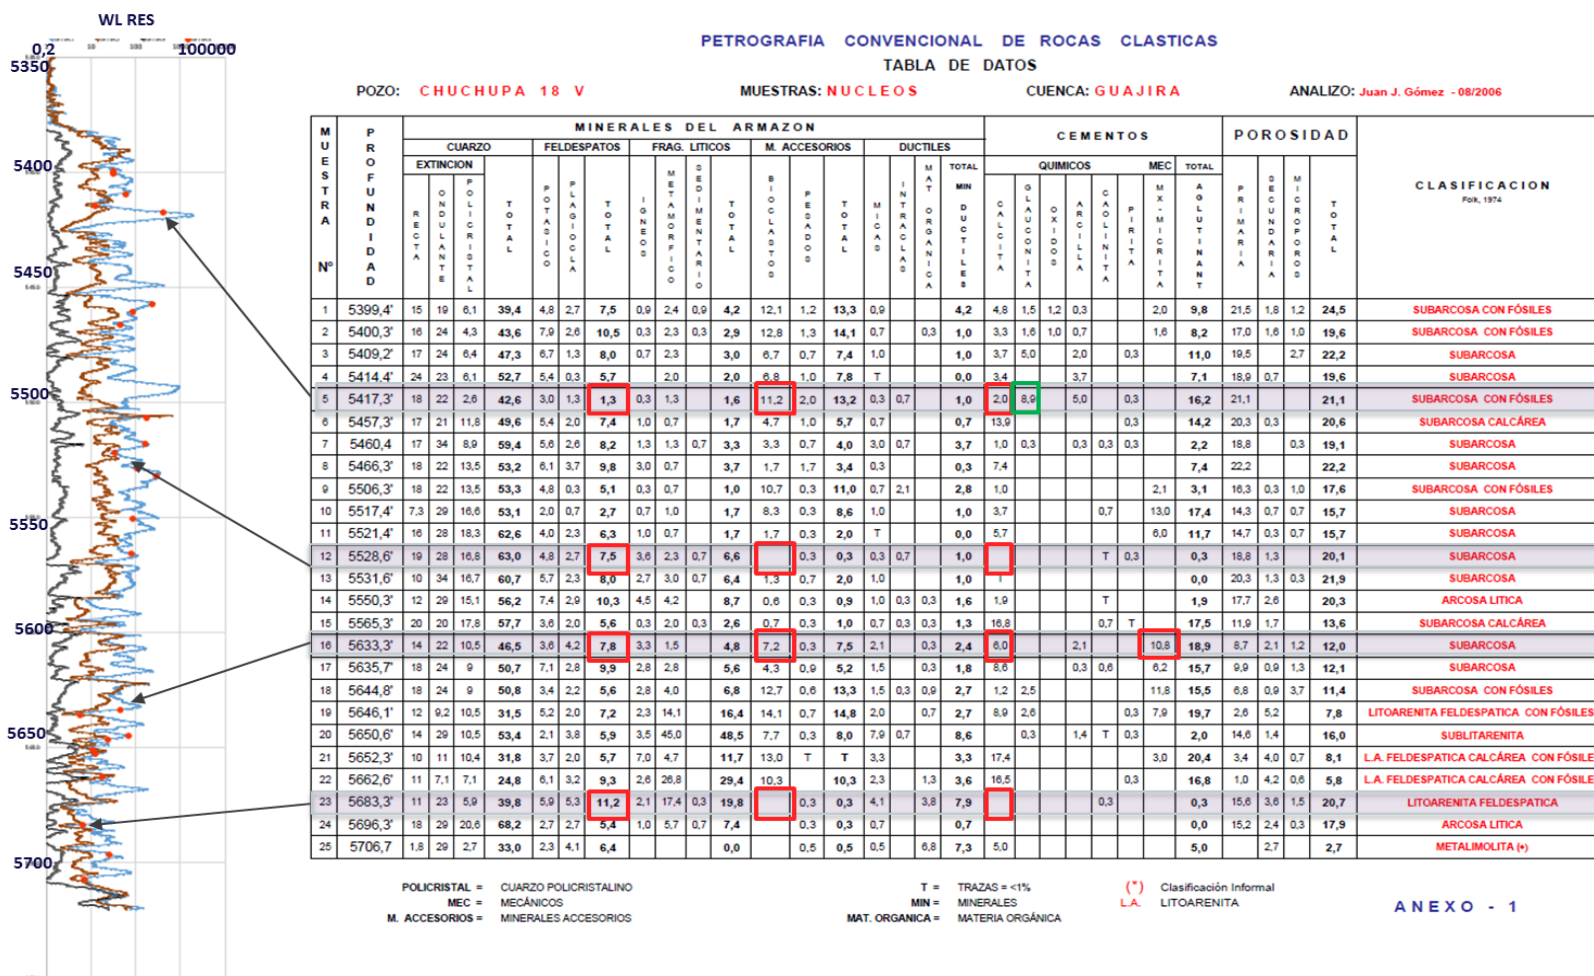 WL RES
0,2
10
100
100000
5350
5400
5450
5500
5550
5600
5650
5700
PETROGRAFIA CONVENCIONAL DE ROCAS CLASTICAS
TABLA DE DATOS
POZO: CHUCHUPA 18 V MUESTRAS: NUCLEOS CUENCA: GUAJIRA ANALIZO: Juan J. Gómez - 08/2006
MUESTRA Nº PROFUNDIDAD MINERALES DEL ARMAZON CEMENTOS POROSIDAD CLASIFICACION
Folk, 1974
CUARZO FELDESPATOS FRAG. LITICOS M. ACCESORIOS DUCTILES QUIMICOS MEC TOTAL
EXTINCION
RECTA ONDULANTE POLICRISTAL TOTAL POTASICO PLAGIOCLA TOTAL IGNEOS METAMORFICO SEDIMENTARIO TOTAL BIOCLASTOS PESADOS TOTAL MICAS INTRACLAS MAT ORGANICA TOTAL MIN DUCTILES CALCITA GLAUCONITA OXIDOS ARCILLA CAOLINITA PIRITA MX-MICRITA AGLUTINANT PRIMARIA SECUNDARIA MICROPOROS TOTAL
1 5399,4' 15 19 6,1 39,4 4,8 2,7 7,5 0,9 2,4 0,9 4,2 12,1 1,2 13,3 0,9 4,2 4,8 1,5 1,2 0,3 2,0 9,8 21,5 1,8 1,2 24,5 SUBARCOSA CON FÓSILES
2 5400,3' 16 24 4,3 43,6 7,9 2,6 10,5 0,3 2,3 0,3 2,9 12,8 1,3 14,1 0,7 0,3 1,0 3,3 1,6 1,0 0,7 1,6 8,2 17,0 1,6 1,0 19,6 SUBARCOSA CON FÓSILES
3 5409,2' 17 24 6,4 47,3 6,7 1,3 8,0 0,7 2,3 3,0 6,7 0,7 7,4 1,0 1,0 3,7 5,0 2,0 0,3 11,0 19,5 2,7 22,2 SUBARCOSA
4 5414,4' 24 23 6,1 52,7 5,4 0,3 5,7 2,0 2,0 6,8 1,0 7,8 T 0,0 3,4 3,7 7,1 18,9 0,7 19,6 SUBARCOSA
5 5417,3' 18 22 2,6 42,6 3,0 1,3 1,3 0,3 1,3 1,6 11,2 2,0 13,2 0,3 0,7 1,0 2,0 8,9 5,0 0,3 16,2 21,1 21,1 SUBARCOSA CON FÓSILES
6 5457,3' 17 21 11,8 49,6 5,4 2,0 7,4 1,0 0,7 1,7 4,7 1,0 5,7 0,7 0,7 13,9 0,3 14,2 20,3 0,3 20,6 SUBARCOSA CALCÁREA
7 5460,4 17 34 8,9 59,4 5,6 2,6 8,2 1,3 1,3 0,7 3,3 3,3 0,7 4,0 3,0 0,7 3,7 1,0 0,3 0,3 0,3 0,3 2,2 18,8 0,3 19,1 SUBARCOSA
8 5466,3' 18 22 13,5 53,2 6,1 3,7 9,8 3,0 0,7 3,7 1,7 1,7 3,4 0,3 0,3 7,4 7,4 22,2 22,2 SUBARCOSA
9 5506,3' 18 22 13,5 53,3 4,8 0,3 5,1 0,3 0,7 1,0 10,7 0,3 11,0 0,7 2,1 2,8 1,0 2,1 3,1 16,3 0,3 1,0 17,6 SUBARCOSA CON FÓSILES
10 5517,4' 7,3 29 16,6 53,1 2,0 0,7 2,7 0,7 1,0 1,7 8,3 0,3 8,6 1,0 1,0 3,7 0,7 13,0 17,4 14,3 0,7 0,7 15,7 SUBARCOSA
11 5521,4' 16 28 18,3 62,6 4,0 2,3 6,3 1,0 0,7 1,7 1,7 0,3 2,0 T 0,0 5,7 6,0 11,7 14,7 0,3 0,7 15,7 SUBARCOSA
12 5528,6' 19 28 16,8 63,0 4,8 2,7 7,5 3,6 2,3 0,7 6,6 0,3 0,3 0,3 0,7 1,0 T 0,3 0,3 18,8 1,3 20,1 SUBARCOSA
13 5531,6' 10 34 16,7 60,7 5,7 2,3 8,0 2,7 3,0 0,7 6,4 1,3 0,7 2,0 1,0 1,0 0,0 20,3 1,3 0,3 21,9 SUBARCOSA
14 5550,3' 12 29 15,1 56,2 7,4 2,9 10,3 4,5 4,2 8,7 0,6 0,3 0,9 1,0 0,3 0,3 1,6 1,9 T 1,9 17,7 2,6 20,3 ARCOSA LITICA
15 5565,3' 20 20 17,8 57,7 3,6 2,0 5,6 0,3 2,0 0,3 2,6 0,7 0,3 1,0 0,7 0,3 0,3 1,3 16,8 0,7 T 17,5 11,9 1,7 13,6 SUBARCOSA CALCÁREA
16 5633,3' 14 22 10,5 46,5 3,6 4,2 7,8 3,3 1,5 4,8 7,2 0,3 7,5 2,1 0,3 2,4 6,0 2,1 10,8 18,9 8,7 2,1 1,2 12,0 SUBARCOSA
17 5635,7' 18 24 9 50,7 7,1 2,8 9,9 2,8 2,8 5,6 4,3 0,9 5,2 1,5 0,3 1,8 8,6 0,3 0,6 6,2 15,7 9,9 0,9 1,3 12,1 SUBARCOSA
18 5644,8' 18 24 9 50,8 3,4 2,2 5,6 2,8 4,0 6,8 12,7 0,6 13,3 1,5 0,3 0,9 2,7 1,2 2,5 11,8 15,5 6,8 0,9 3,7 11,4 SUBARCOSA CON FÓSILES
19 5646,1' 12 9,2 10,5 31,5 5,2 2,0 7,2 2,3 14,1 16,4 14,1 0,7 14,8 2,0 0,7 2,7 8,9 2,6 0,3 7,9 19,7 2,6 5,2 7,8 LITOARENITA FELDESPATICA CON FÓSILES
20 5650,6' 14 29 10,5 53,4 2,1 3,8 5,9 3,5 45,0 48,5 7,7 0,3 8,0 7,9 0,7 8,6 0,3 1,4 T 0,3 2,0 14,6 1,4 16,0 SUBLITARENITA
21 5652,3' 10 11 10,4 31,8 3,7 2,0 5,7 7,0 4,7 11,7 13,0 T T 3,3 3,3 17,4 3,0 20,4 3,4 4,0 0,7 8,1 L.A. FELDESPATICA CALCÁREA CON FÓSILE
22 5662,6' 11 7,1 7,1 24,8 6,1 3,2 9,3 2,6 26,8 29,4 10,3 10,3 2,3 1,3 3,6 16,5 0,3 16,8 1,0 4,2 0,6 5,8 L.A. FELDESPATICA CALCÁREA CON FÓSILE
23 5683,3' 11 23 5,9 39,8 5,9 5,3 11,2 2,1 17,4 0,3 19,8 0,3 0,3 4,1 3,8 7,9 0,3 0,3 15,6 3,6 1,5 20,7 LITOARENITA FELDESPATICA
24 5696,3' 18 29 20,6 68,2 2,7 2,7 5,4 1,0 5,7 0,7 7,4 0,3 0,3 0,7 0,7 0,0 15,2 2,4 0,3 17,9 ARCOSA LITICA
25 5706,7 1,8 29 2,7 33,0 2,3 4,1 6,4 0,0 0,5 0,5 0,5 6,8 7,3 5,0 5,0 2,7 2,7 METALIMOLITA (*)
POLICRISTAL = CUARZO POLICRISTALINO T = TRAZAS = <1% (*) Clasificación Informal
MEC = MECÁNICOS MIN = MINERALES L.A. LITOARENITA
M. ACCESORIOS = MINERALES ACCESORIOS MAT. ORGANICA = MATERIA ORGÁNICA
ANEXO - 1